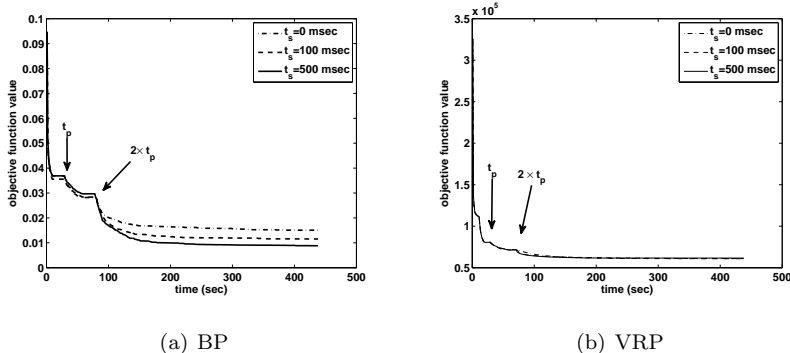 0.1
0.09
0.08
0.07
0.06
0.05
0.04
0.03
0.02
0.01
0
0 100 200 300 400 500
objective function value
time (sec)
t_s=0 msec
t_s=100 msec
t_s=500 msec
t_p
2× t_p
(a) BP
x 10^5
3.5
3
2.5
2
1.5
1
0.5
0 100 200 300 400 500
objective function value
time (sec)
t_s=0 msec
t_s=100 msec
t_s=500 msec
t_p
2 × t_p
(b) VRP